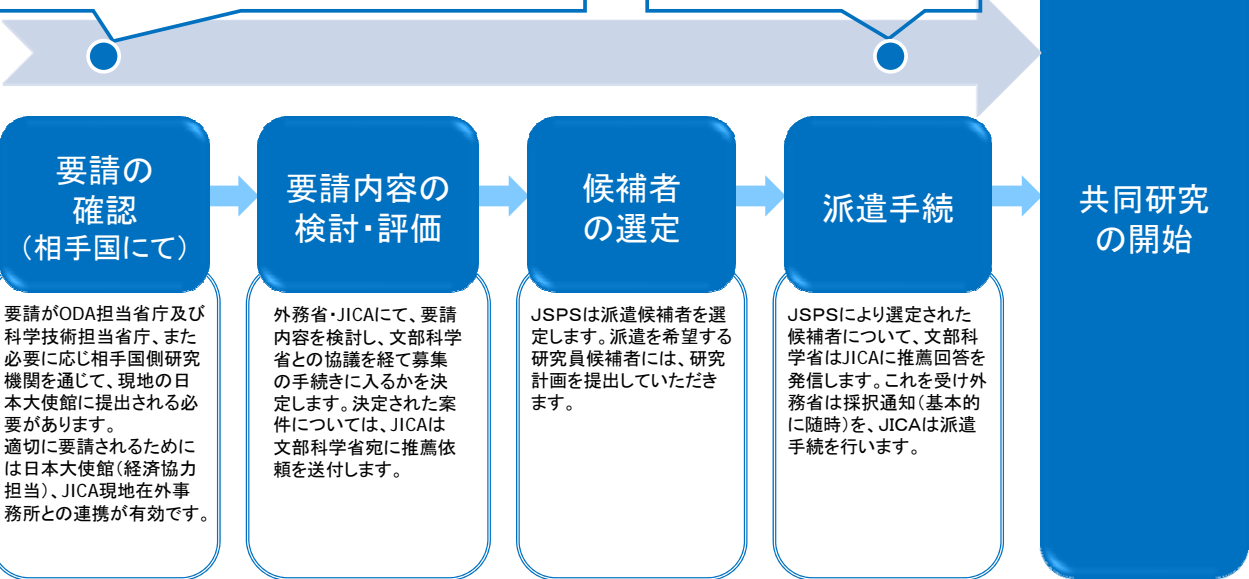 要請の
確認
（相手国にて）
要請がODA担当省庁及び
科学技術担当省庁、また
必要に応じ相手国側研究
機関を通じて、現地の日
本大使館に提出される必
要があります。
適切に要請されるために
は日本大使館（経済協力
担当）、JICA現地在外事
務所との連携が有効です。
要請内容の
検討・評価
外務省・JICAにて、要請
内容を検討し、文部科学
省との協議を経て募集
の手続きに入るかを決
定します。決定された案
件については、JICAは
文部科学省宛に推薦依
頼を送付します。
候補者
の選定
JSPSは派遣候補者を選
定します。派遣を希望する
研究員候補者には、研究
計画を提出していただき
ます。
派遣手続
JSPSにより選定された
候補者について、文部科
学省はJICAに推薦回答を
発信します。これを受け外
務省は採択通知（基本的
に随時）を、JICAは派遣
手続を行います。
共同研究
の開始